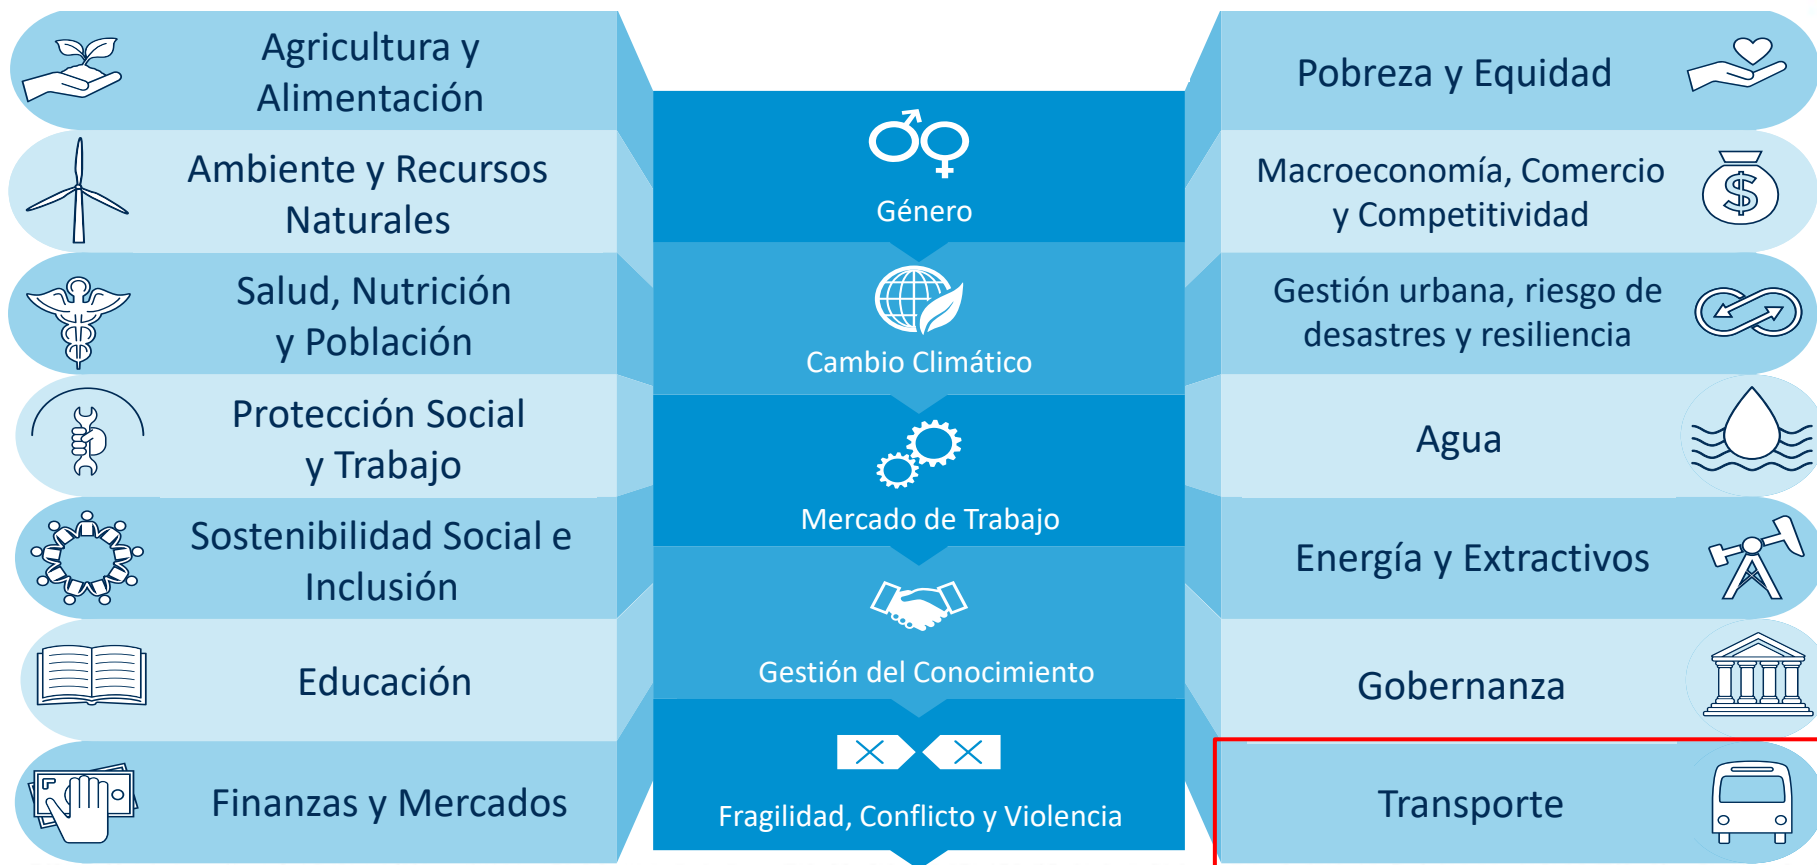 Agricultura y
Alimentación
Ambiente y Recursos
Naturales
Salud, Nutrición
y Población
Protección Social
y Trabajo
Sostenibilidad Social e
Inclusión
Educación
Finanzas y Mercados
Género
Cambio Climático
Mercado de Trabajo
Gestión del Conocimiento
Fragilidad, Conflicto y Violencia
Pobreza y Equidad
Macroeconomía, Comercio
y Competitividad
$
Gestión urbana, riesgo de
desastres y resiliencia
Agua
Energía y Extractivos
Gobernanza
Transporte